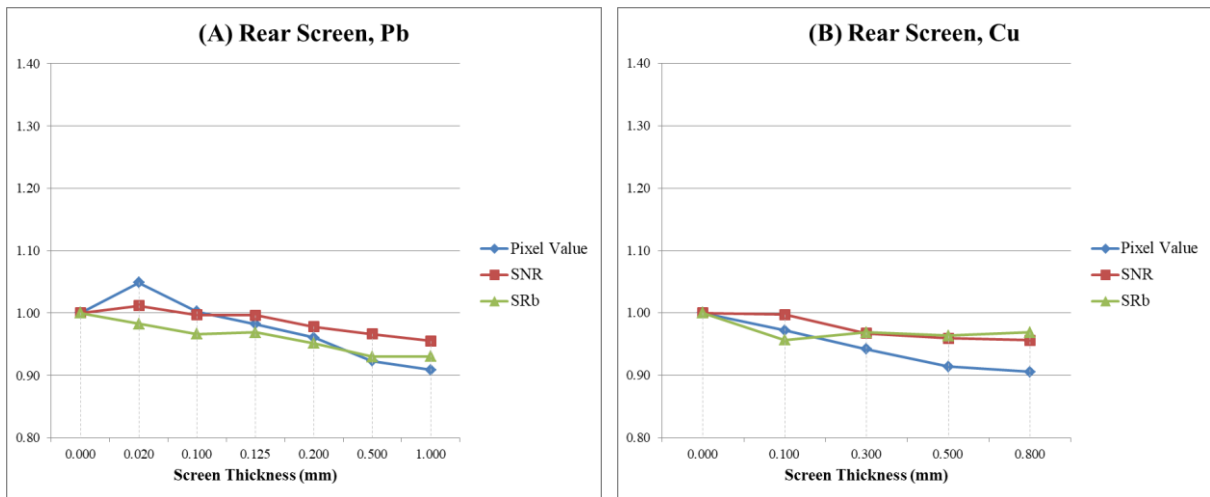 (A) Rear Screen, Pb
1.40
1.30
1.20
1.10
1.00
0.90
0.80
0.000 0.020 0.100 0.125 0.200 0.500 1.000
Screen Thickness (mm)
Pixel Value
SNR
SRb
(B) Rear Screen, Cu
1.40
1.30
1.20
1.10
1.00
0.90
0.80
0.000 0.100 0.300 0.500 0.800
Screen Thickness (mm)
Pixel Value
SNR
SRb